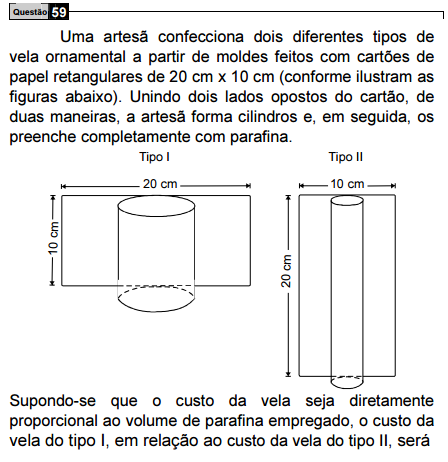 Questão 59
Uma artesã confecciona dois diferentes tipos de
vela ornamental a partir de moldes feitos com cartões de
papel retangulares de 20 cm x 10 cm (conforme ilustram as
figuras abaixo). Unindo dois lados opostos do cartão, de
duas maneiras, a artesã forma cilindros e, em seguida, os
preenche completamente com parafina.
Tipo I
Tipo II
20 cm
10 cm
10 cm
20 cm
Supondo-se que o custo da vela seja diretamente
proporcional ao volume de parafina empregado, o custo da
vela do tipo I, em relação ao custo da vela do tipo II, será